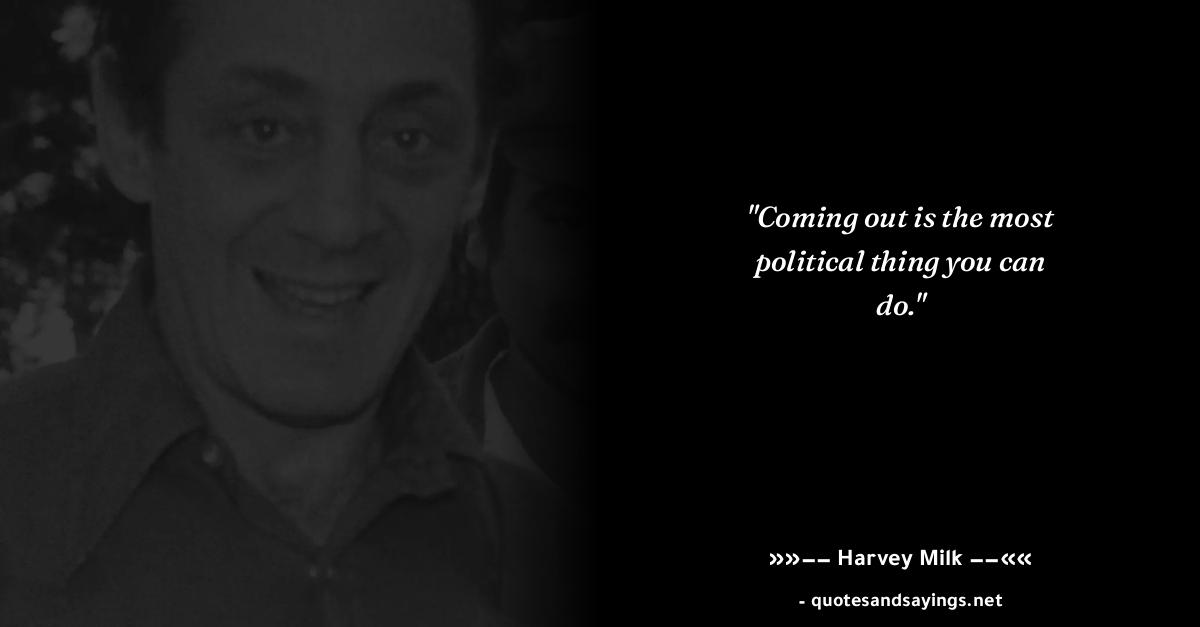 "Coming out is the most
political thing you can
do."
»»−− Harvey Milk −−««
- quotesandsayings.net